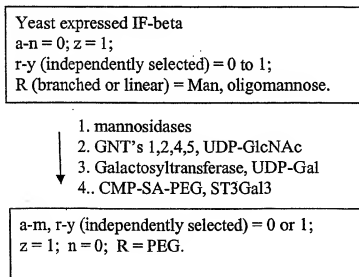 Yeast expressed IF-beta
a-n = 0; z = 1;
r-y (independently selected) = 0 to 1;
R (branched or linear) = Man, oligomannose.
1. mannosidases
2. GNT's 1,2,4,5, UDP-GlcNAc
3. Galactosyltransferase, UDP-Gal
4.. CMP-SA-PEG, ST3Gal3
a-m, r-y (independently selected) = 0 or 1;
z = 1; n = 0; R = PEG.